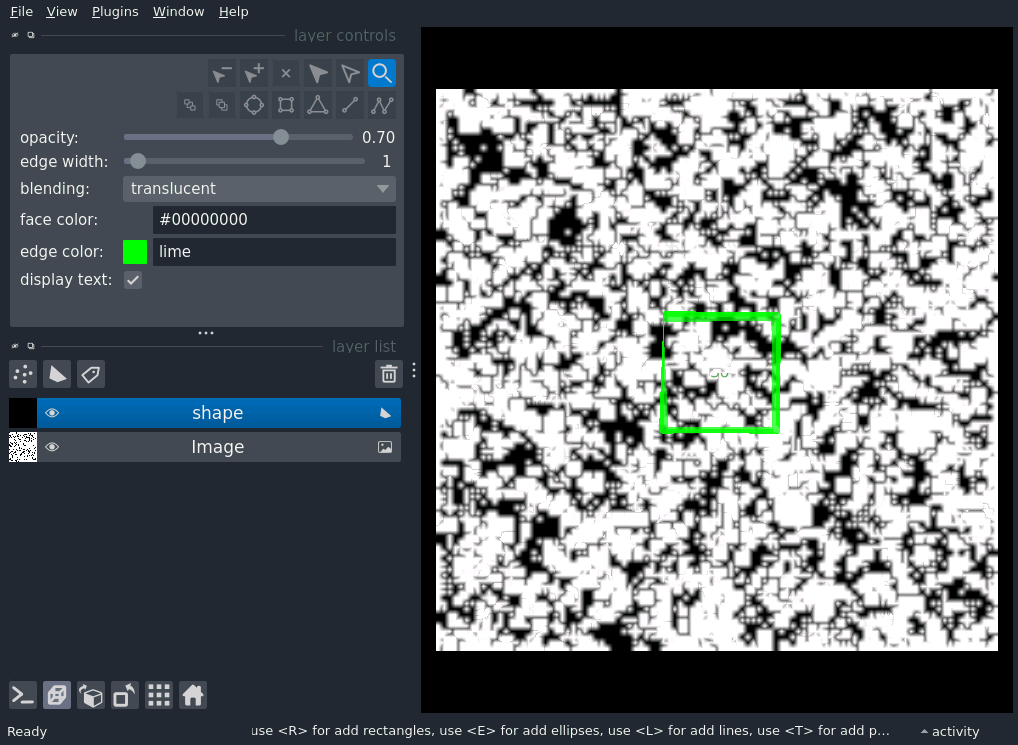 File View Plugins Window Help
layer controls
opacity: 0.70
edge width: 1
blending: translucent
face color: #00000000
edge color: lime
display text:
layer list
shape
Image
Ready use <R> for add rectangles, use <E> for add ellipses, use <L> for add lines, use <T> for add p... activity